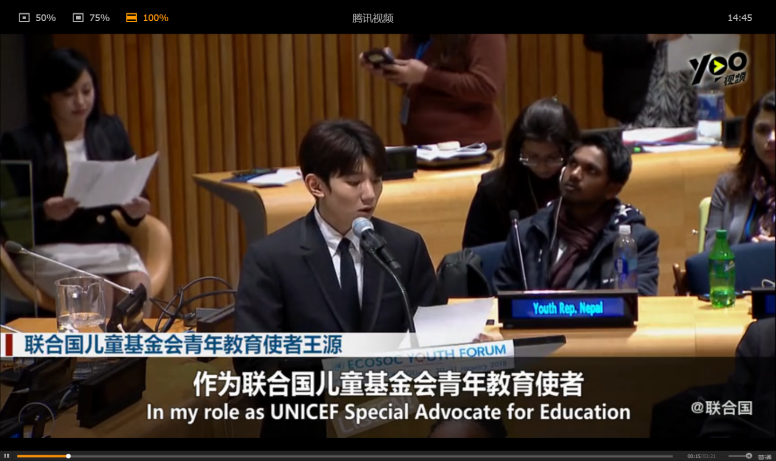 50% 75% 100% 腾讯视频 14:45
yoo
视频
Youth Rep. Nepal
联合国儿童基金会青年教育使者王源
ECOSOC YOUTH FORUM
作为联合国儿童基金会青年教育使者
In my role as UNICEF Special Advocate for Education
@联合国